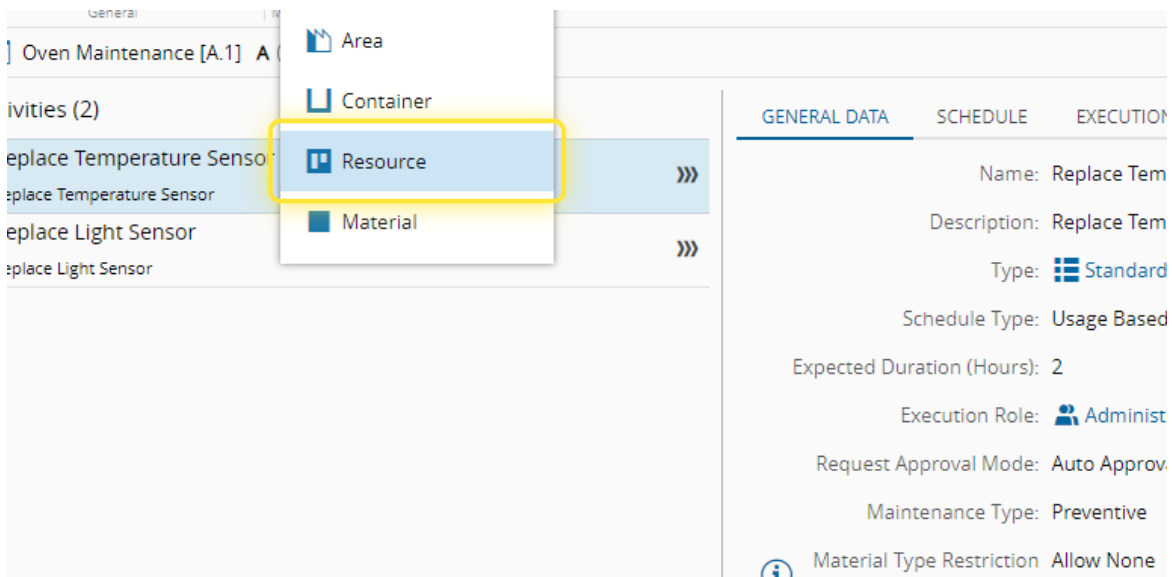 General
Oven Maintenance [A.1] A (
Area
Container
Resource
Material
ivities (2)
eplace Temperature Sensor
eplace Temperature Sensor
eplace Light Sensor
eplace Light Sensor
GENERAL DATA SCHEDULE EXECUTION
Name: Replace Tem
Description: Replace Tem
Type: Standard
Schedule Type: Usage Based
Expected Duration (Hours): 2
Execution Role: Administ
Request Approval Mode: Auto Approva
Maintenance Type: Preventive
Material Type Restriction Allow None